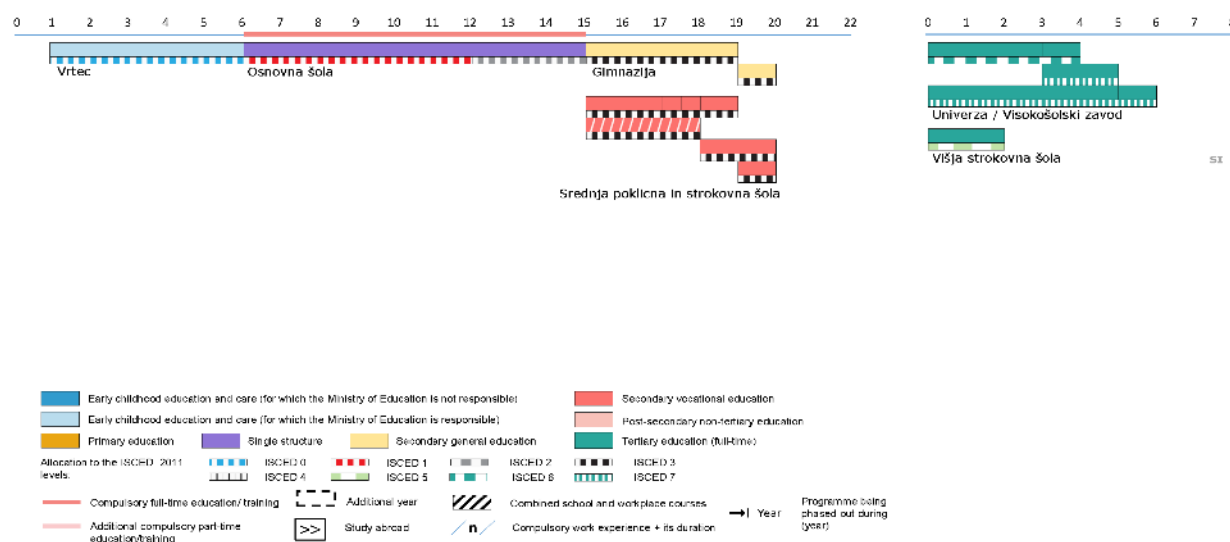 0 1 2 3 4 5 6 7 8 9 10 11 12 13 14 15 16 17 18 19 20 21 22
0 1 2 3 4 5 6 7 8
Vrtec
Osnovna šola
Gimnazija
Srednja poklicna in strokovna šola
Univerza / Visokošolski zavod
Višja strokovna šola
SI
Early childhood education and care (for which the Ministry of Education is not responsible)
Secondary vocational education
Early childhood education and care (for which the Ministry of Education is responsible)
Post-secondary non-tertiary education
Primary education
Single structure
Secondary general education
Tertiary education (full-time)
Allocation to the ISCED 2011
levels:
ISCED 0
ISCED 1
ISCED 2
ISCED 3
ISCED 4
ISCED 5
ISCED 6
ISCED 7
Compulsory full-time education/ training
Additional year
Combined school and workplace courses
Year
Programme being
phased out during
(year)
Additional compulsory part-time
education/training
>>
Study abroad
/ n /
Compulsory work experience + its duration